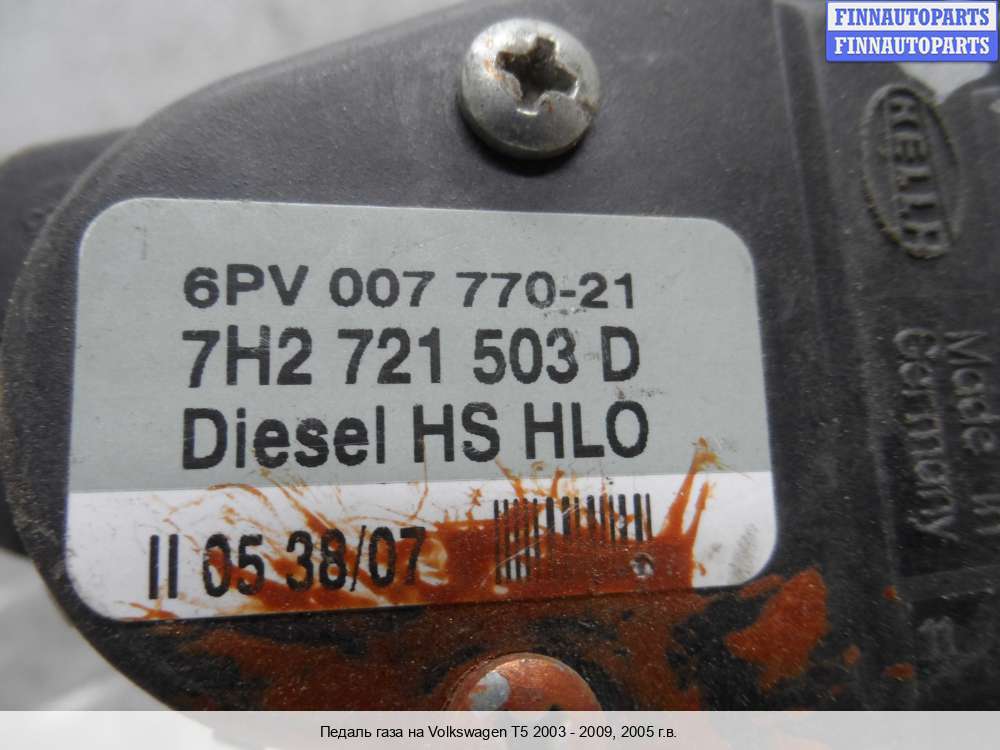 FINNAUTOPARTS
FINNAUTOPARTS
HELLA
6PV 007 770-21
7H2 721 503 D
Diesel HS HLO
II 05 38/07
Made in
Germany
Педаль газа на Volkswagen T5 2003 - 2009, 2005 г.в.